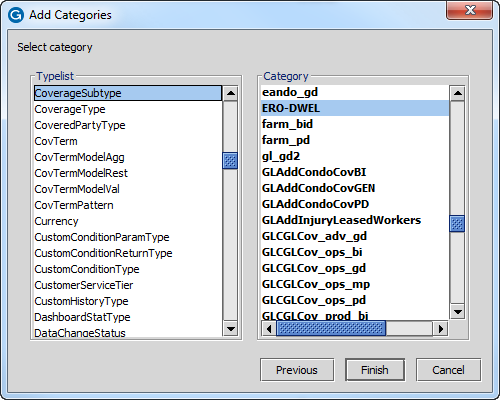 Add Categories
Select category
Typelist
CoverageSubtype
CoverageType
CoveredPartyType
CovTerm
CovTermModelAgg
CovTermModelRest
CovTermModelVal
CovTermPattern
Currency
CustomConditionParamType
CustomConditionReturnType
CustomConditionType
CustomerServiceTier
CustomHistoryType
DashboardStatType
DataChangeStatus
Category
eando_gd
ERO-DWEL
farm_bid
farm_pd
gl_gd2
GLAddCondoCovBI
GLAddCondoCovGEN
GLAddCondoCovPD
GLAddInjuryLeasedWorkers
GLCGLCov_adv_gd
GLCGLCov_ops_bi
GLCGLCov_ops_gd
GLCGLCov_ops_mp
GLCGLCov_ops_pd
GLCGLCov_prod_bi
Previous
Finish
Cancel